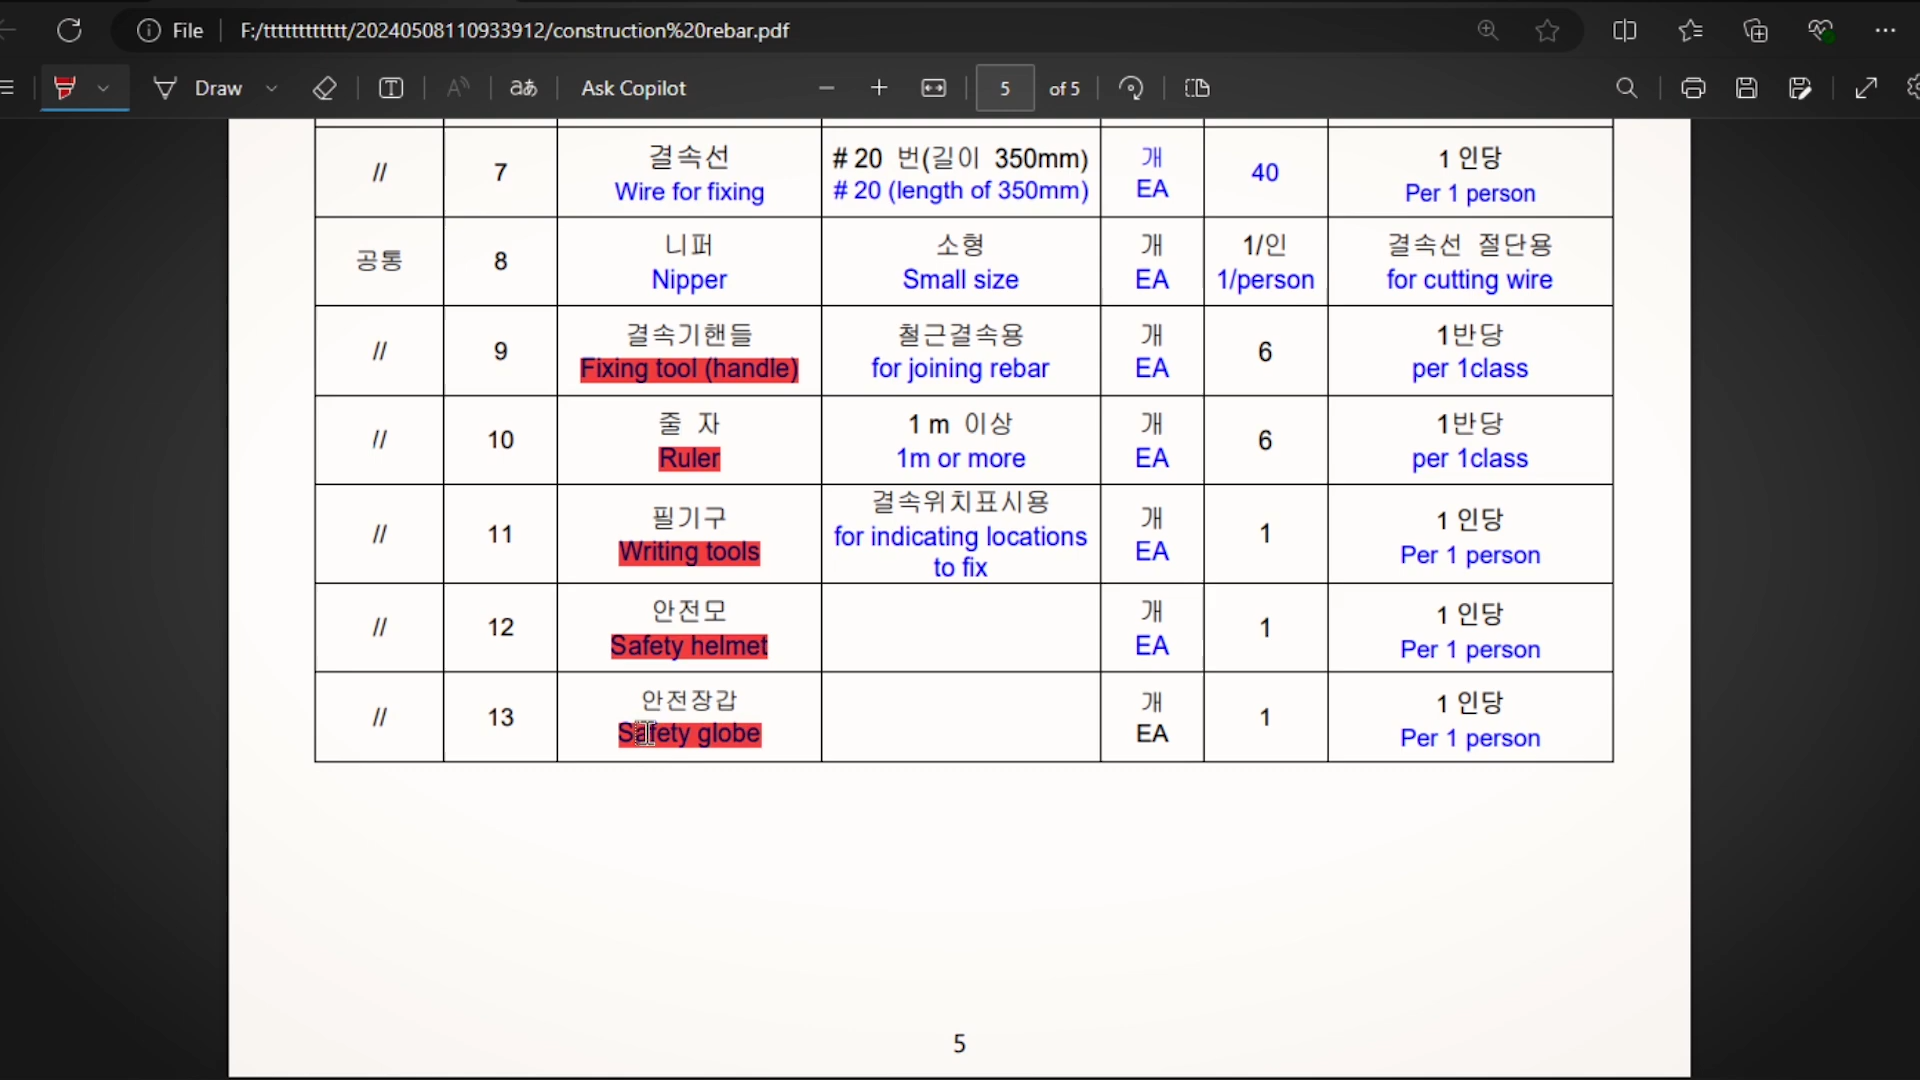 File
F:/tttttttttttt/20240508110933912/construction%20rebar.pdf
Draw
aあ
Ask Copilot
5
of 5
//
7
결속선
Wire for fixing
# 20 번(길이 350mm)
# 20 (length of 350mm)
개
EA
40
1 인당
Per 1 person
공통
8
니퍼
Nipper
소형
Small size
개
EA
1/인
1/person
결속선 절단용
for cutting wire
//
9
결속기핸들
Fixing tool (handle)
철근결속용
for joining rebar
개
EA
6
1반당
per 1class
//
10
줄 자
Ruler
1 m 이상
1m or more
개
EA
6
1반당
per 1class
//
11
필기구
Writing tools
결속위치표시용
for indicating locations
to fix
개
EA
1
1 인당
Per 1 person
//
12
안전모
Safety helmet
개
EA
1
1 인당
Per 1 person
//
13
안전장갑
Safety globe
개
EA
1
1 인당
Per 1 person
5